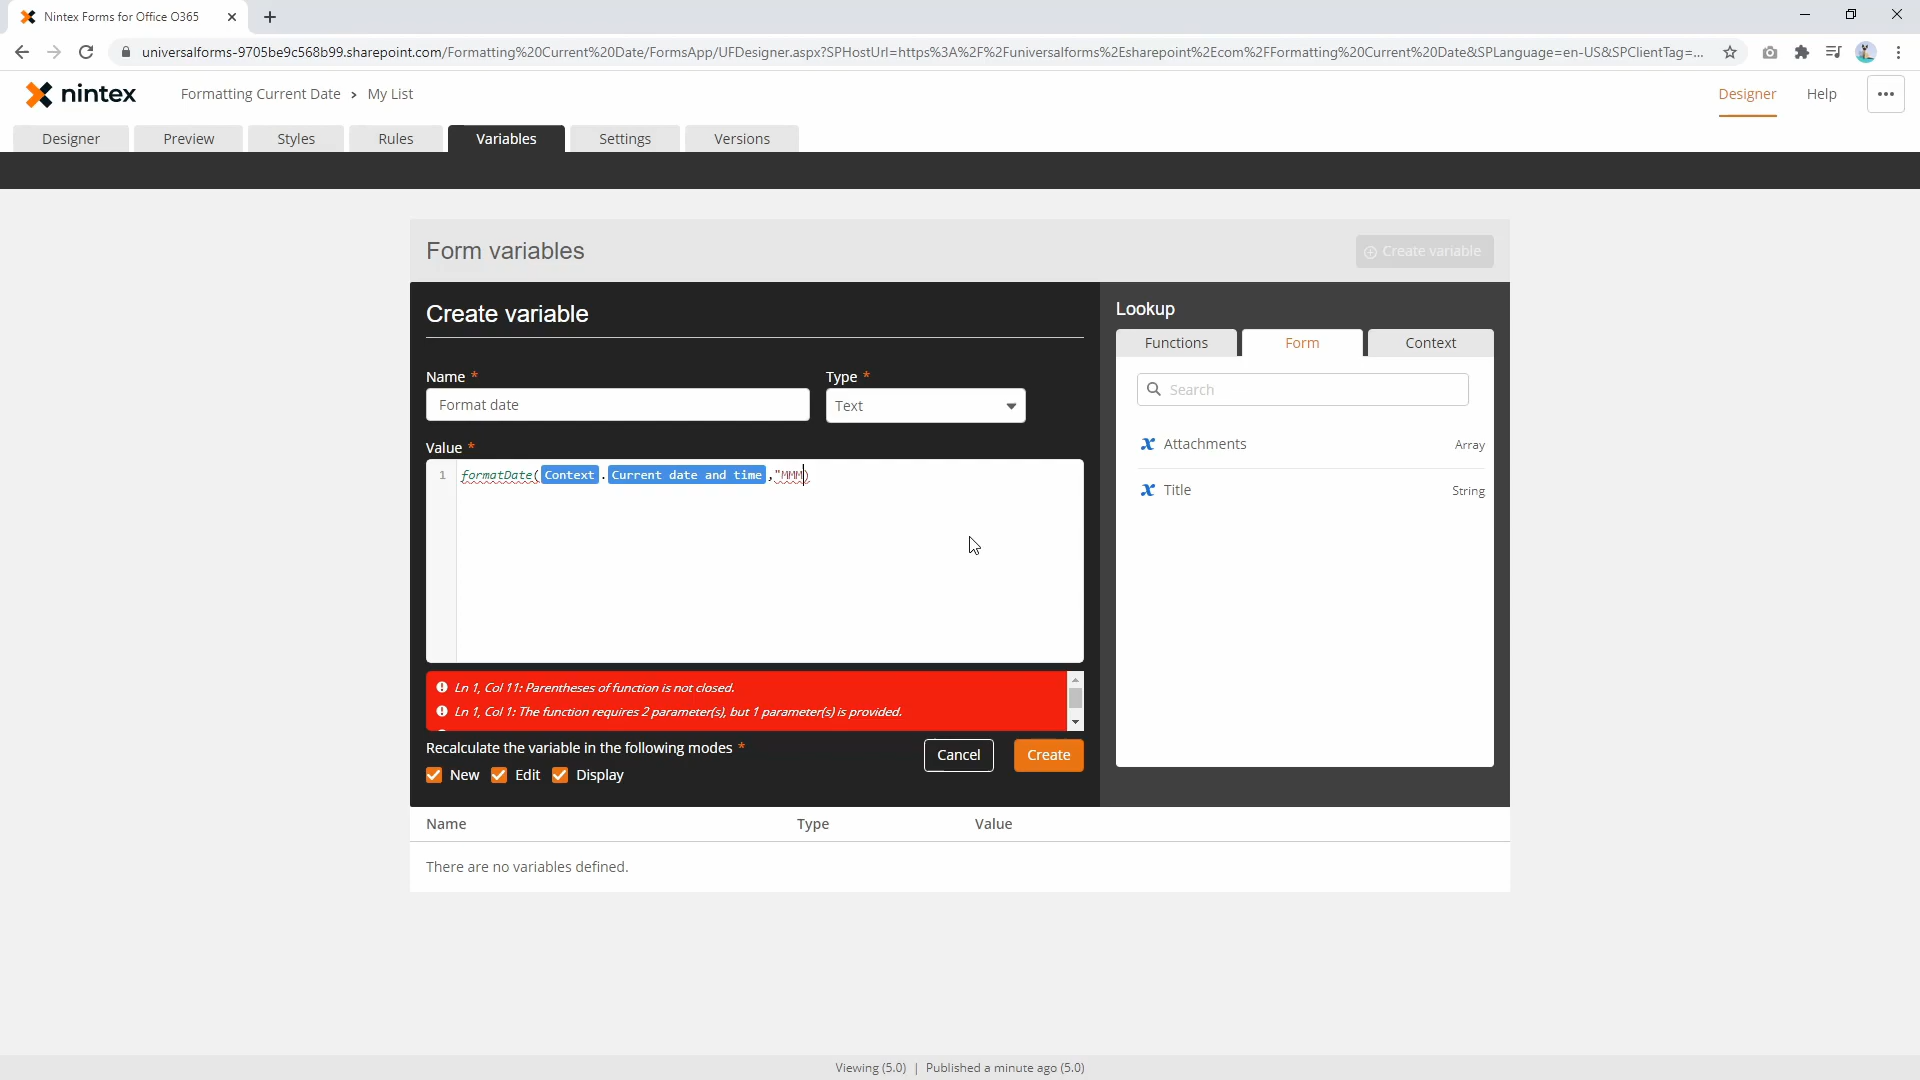 Nintex Forms for Office O365
universalforms-9705be9c568b99.sharepoint.com/Formatting%20Current%20Date/FormsApp/UFDesigner.aspx?SPHostUrl=https%3A%2F%2Funiversalforms%2Esharepoint%2Ecom%2FFormatting%20Current%20Date&SPLanguage=en-US&SPClientTag=...
nintex Formatting Current Date > My List Designer Help
Designer Preview Styles Rules Variables Settings Versions
Form variables Create variable
Create variable
Lookup
Functions Form Context
Name * Type *
Search
Format date Text
Attachments Array
Value *
1 formatDate(Context.Current date and time,"MMM)
Title String
Ln 1, Col 11: Parentheses of function is not closed.
Ln 1, Col 1: The function requires 2 parameter(s), but 1 parameter(s) is provided.
Recalculate the variable in the following modes *
Cancel Create
New Edit Display
Name Type Value
There are no variables defined.
Viewing (5.0) | Published a minute ago (5.0)